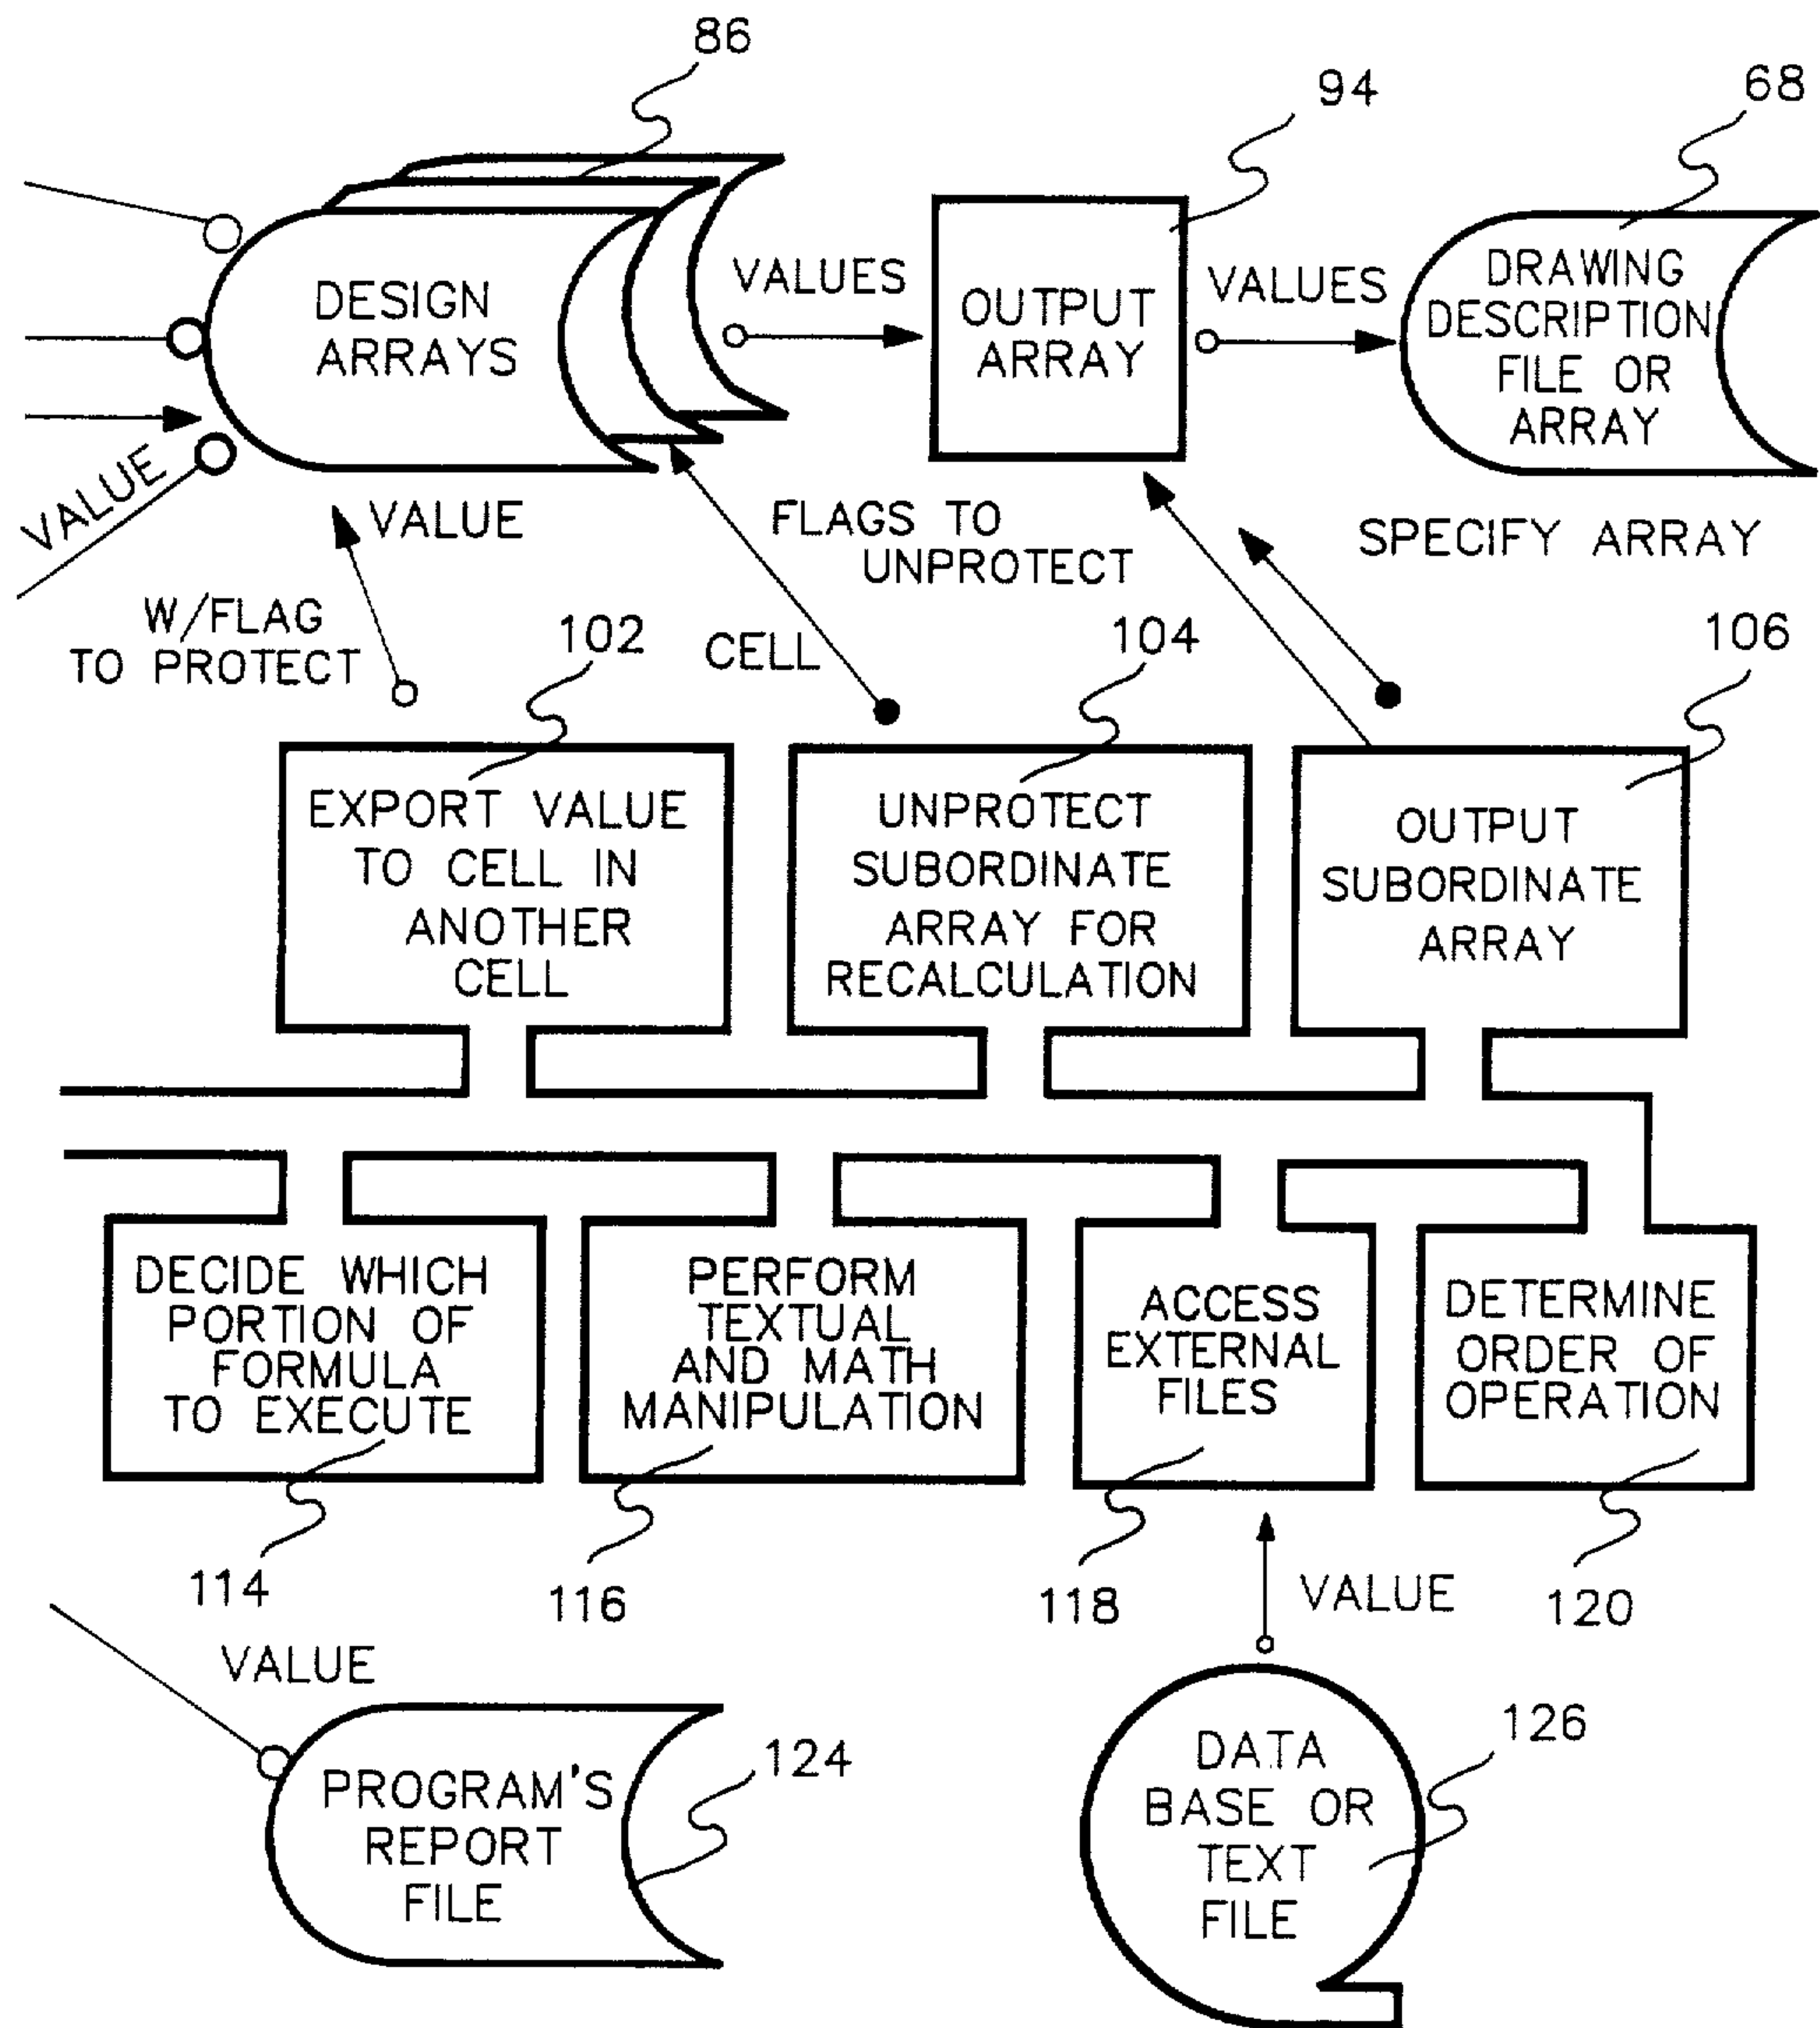 86
94
68
DESIGN
ARRAYS
VALUES
OUTPUT
ARRAY
VALUES
DRAWING
DESCRIPTION
FILE OR
ARRAY
VALUE
VALUE
W/FLAG
TO PROTECT
FLAGS TO
UNPROTECT
CELL
SPECIFY ARRAY
102
104
106
EXPORT VALUE
TO CELL IN
ANOTHER
CELL
UNPROTECT
SUBORDINATE
ARRAY FOR
RECALCULATION
OUTPUT
SUBORDINATE
ARRAY
DECIDE WHICH
PORTION OF
FORMULA
TO EXECUTE
PERFORM
TEXTUAL
AND MATH
MANIPULATION
ACCESS
EXTERNAL
FILES
DETERMINE
ORDER OF
OPERATION
114
116
118
120
VALUE
VALUE
PROGRAM'S
REPORT
FILE
124
DATA
BASE OR
TEXT
FILE
126